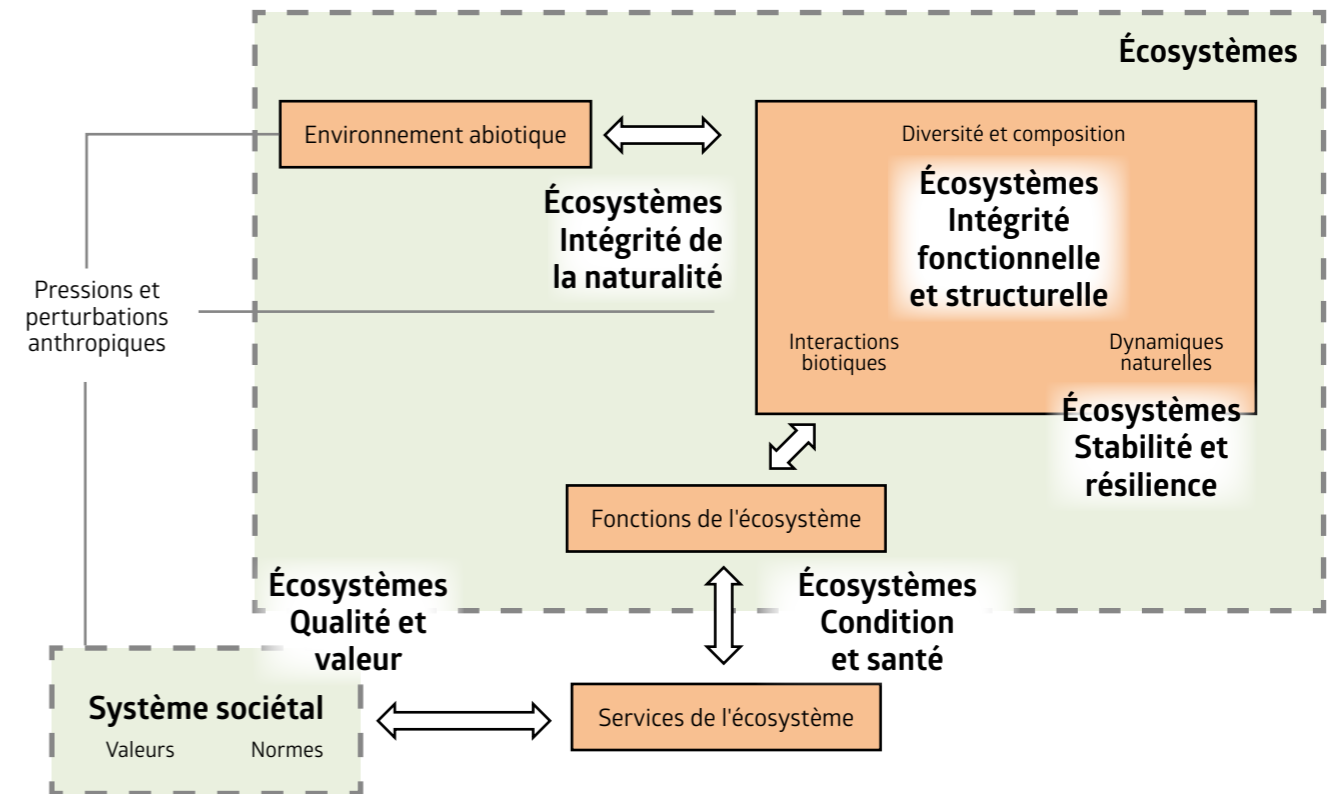 Écosystèmes
Environnement abiotique
Diversité et composition
Écosystèmes
Intégrité
fonctionnelle
et structurelle
Écosystèmes
Intégrité de
la naturalité
Pressions et
perturbations
anthropiques
Interactions
biotiques
Dynamiques
naturelles
Écosystèmes
Stabilité et
résilience
Fonctions de l'écosystème
Écosystèmes
Qualité et
valeur
Écosystèmes
Condition
et santé
Système sociétal
Valeurs
Normes
Services de l'écosystème